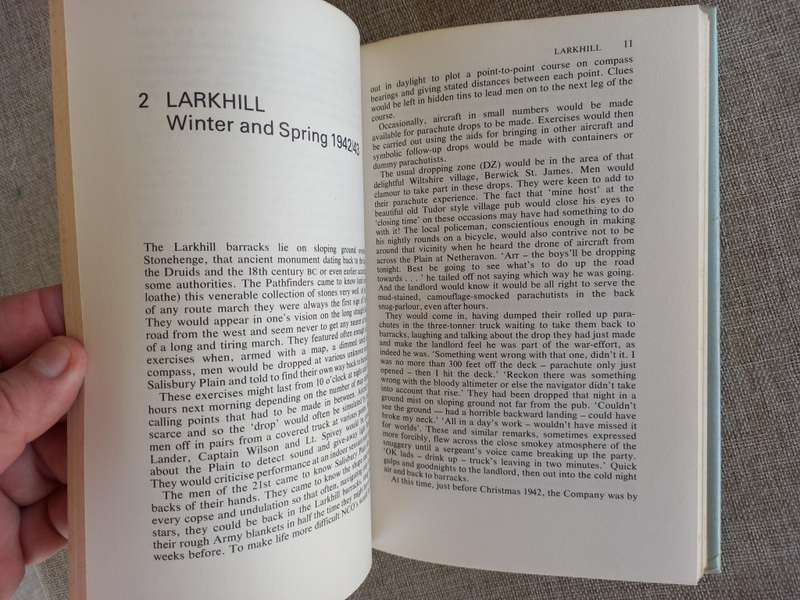 2 LARKHILL
Winter and Spring 1942/43
The Larkhill barracks lie on sloping ground
Stonehenge, that ancient monument dating back to
the Druids and the 18th century BC or even earlier
some authorities. The Pathfinders came to know
loathe) this venerable collection of stones very well.
of any route march they were always the first sign
They would appear in one's vision on the long straight
road from the west and seem never to get any nearer
of a long and tiring march. They featured often enough
exercises when, armed with a map, a dimmed
compass, men would be dropped at various unknown
Salisbury Plain and told to find their own way back to
These exercises might last from 10 o'clock at night
hours next morning depending on the number of map
calling points that had to be made in between.
scarce and so the 'drop' would often be simulated
men off in pairs from a covered truck at various points
Lander, Captain Wilson and Lt. Spivey would
about the Plain to detect sound and give-away
They would criticise performance at an indoor
The men of the 21st came to know Salisbury
backs of their hands. They came to know the shape
every copse and undulation so that often, navigating
stars, they could be back in the Larkhill barracks
their rough Army blankets in half the time they might
weeks before. To make life more difficult NCO's would
LARKHILL 11
out in daylight to plot a point-to-point course on compass
bearings and giving stated distances between each point. Clues
would be left in hidden tins to lead men on to the next leg of the
course.
Occasionally, aircraft in small numbers would be made
available for parachute drops to be made. Exercises would then
be carried out using the aids for bringing in other aircraft and
symbolic follow-up drops would be made with containers or
dummy parachutists.
The usual dropping zone (DZ) would be in the area of that
delightful Wiltshire village, Berwick St. James. Men would
clamour to take part in these drops. They were keen to add to
their parachute experience. The fact that 'mine host' at the
beautiful old Tudor style village pub would close his eyes to
'closing time' on these occasions may have had something to do
with it! The local policeman, conscientious enough in making
his nightly rounds on a bicycle, would also contrive not to be
around that vicinity when he heard the drone of aircraft from
across the Plain at Netheravon. 'Arr – the boys'll be dropping
tonight. Best be going to see what's to do up the road
towards . . .' he tailed off not saying which way he was going.
And the landlord would know it would be all right to serve the
mud-stained, camouflage-smocked parachutists in the back
snug-parlour, even after hours.
They would come in, having dumped their rolled up para-
chutes in the three-tonner truck waiting to take them back to
barracks, laughing and talking about the drop they had just made
and make the landlord feel he was part of the war-effort, as
indeed he was. 'Something went wrong with that one, didn't it. I
was no more than 300 feet off the deck – parachute only just
opened – then I hit the deck.' 'Reckon there was something
wrong with the bloody altimeter or else the navigator didn't take
into account that rise.' They had been dropped that night in a
ground mist on sloping ground not far from the pub. 'Couldn't
see the ground — had a horrible backward landing – could have
broke my neck.' 'All in a day's work – wouldn't have missed it
for worlds'. These and similar remarks, sometimes expressed
more forcibly, flew across the close smokey atmosphere of the
snuggery until a sergeant's voice came breaking up the party.
'OK lads – drink up – truck's leaving in two minutes.' Quick
gulps and goodnights to the landlord, then out into the cold night
air and back to barracks.
At this time, just before Christmas 1942, the Company was by